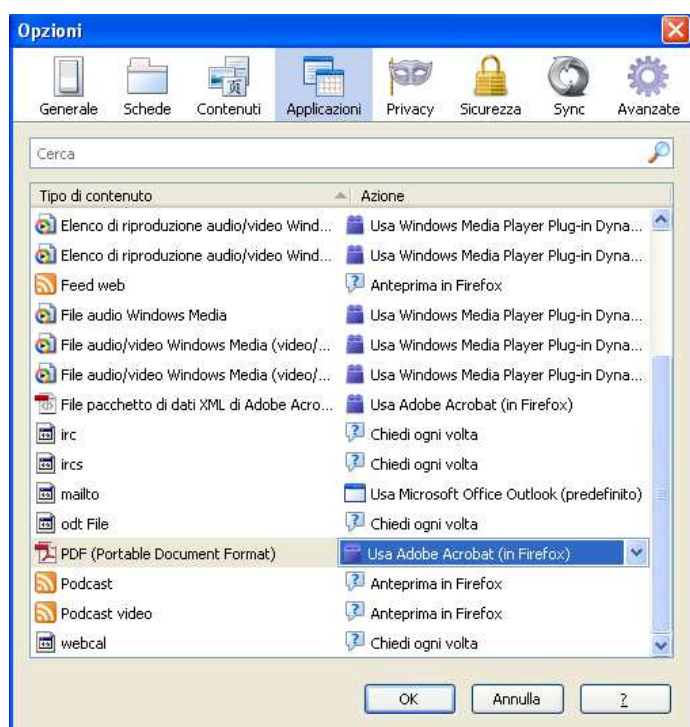 Opzioni
Generale Schede Contenuti Applicazioni Privacy Sicurezza Sync Avanzate
Cerca
Tipo di contenuto Azione
Elenco di riproduzione audio/video Wind... Usa Windows Media Player Plug-in Dyna...
Elenco di riproduzione audio/video Wind... Usa Windows Media Player Plug-in Dyna...
Feed web Anteprima in Firefox
File audio Windows Media Usa Windows Media Player Plug-in Dyna...
File audio/video Windows Media (video/... Usa Windows Media Player Plug-in Dyna...
File audio/video Windows Media (video/... Usa Windows Media Player Plug-in Dyna...
File pacchetto di dati XML di Adobe Acro... Usa Adobe Acrobat (in Firefox)
irc Chiedi ogni volta
ircs Chiedi ogni volta
mailto Usa Microsoft Office Outlook (predefinito)
odt File Chiedi ogni volta
PDF (Portable Document Format) Usa Adobe Acrobat (in Firefox)
Podcast Anteprima in Firefox
Podcast video Anteprima in Firefox
webcal Chiedi ogni volta
OK Annulla ?